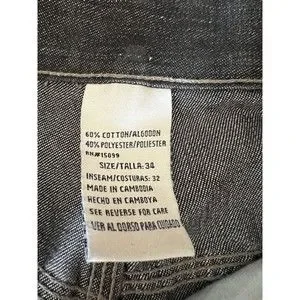 60% COTTON/ALGODON
40% POLYESTER/POLIESTER
RN#15099
SIZE/TALLA: 34
INSEAM/COSTURAS: 32
MADE IN CAMBODIA
HECHO EN CAMBOYA
SEE REVERSE FOR CARE
VER AL DORSO PARA CUIDADO